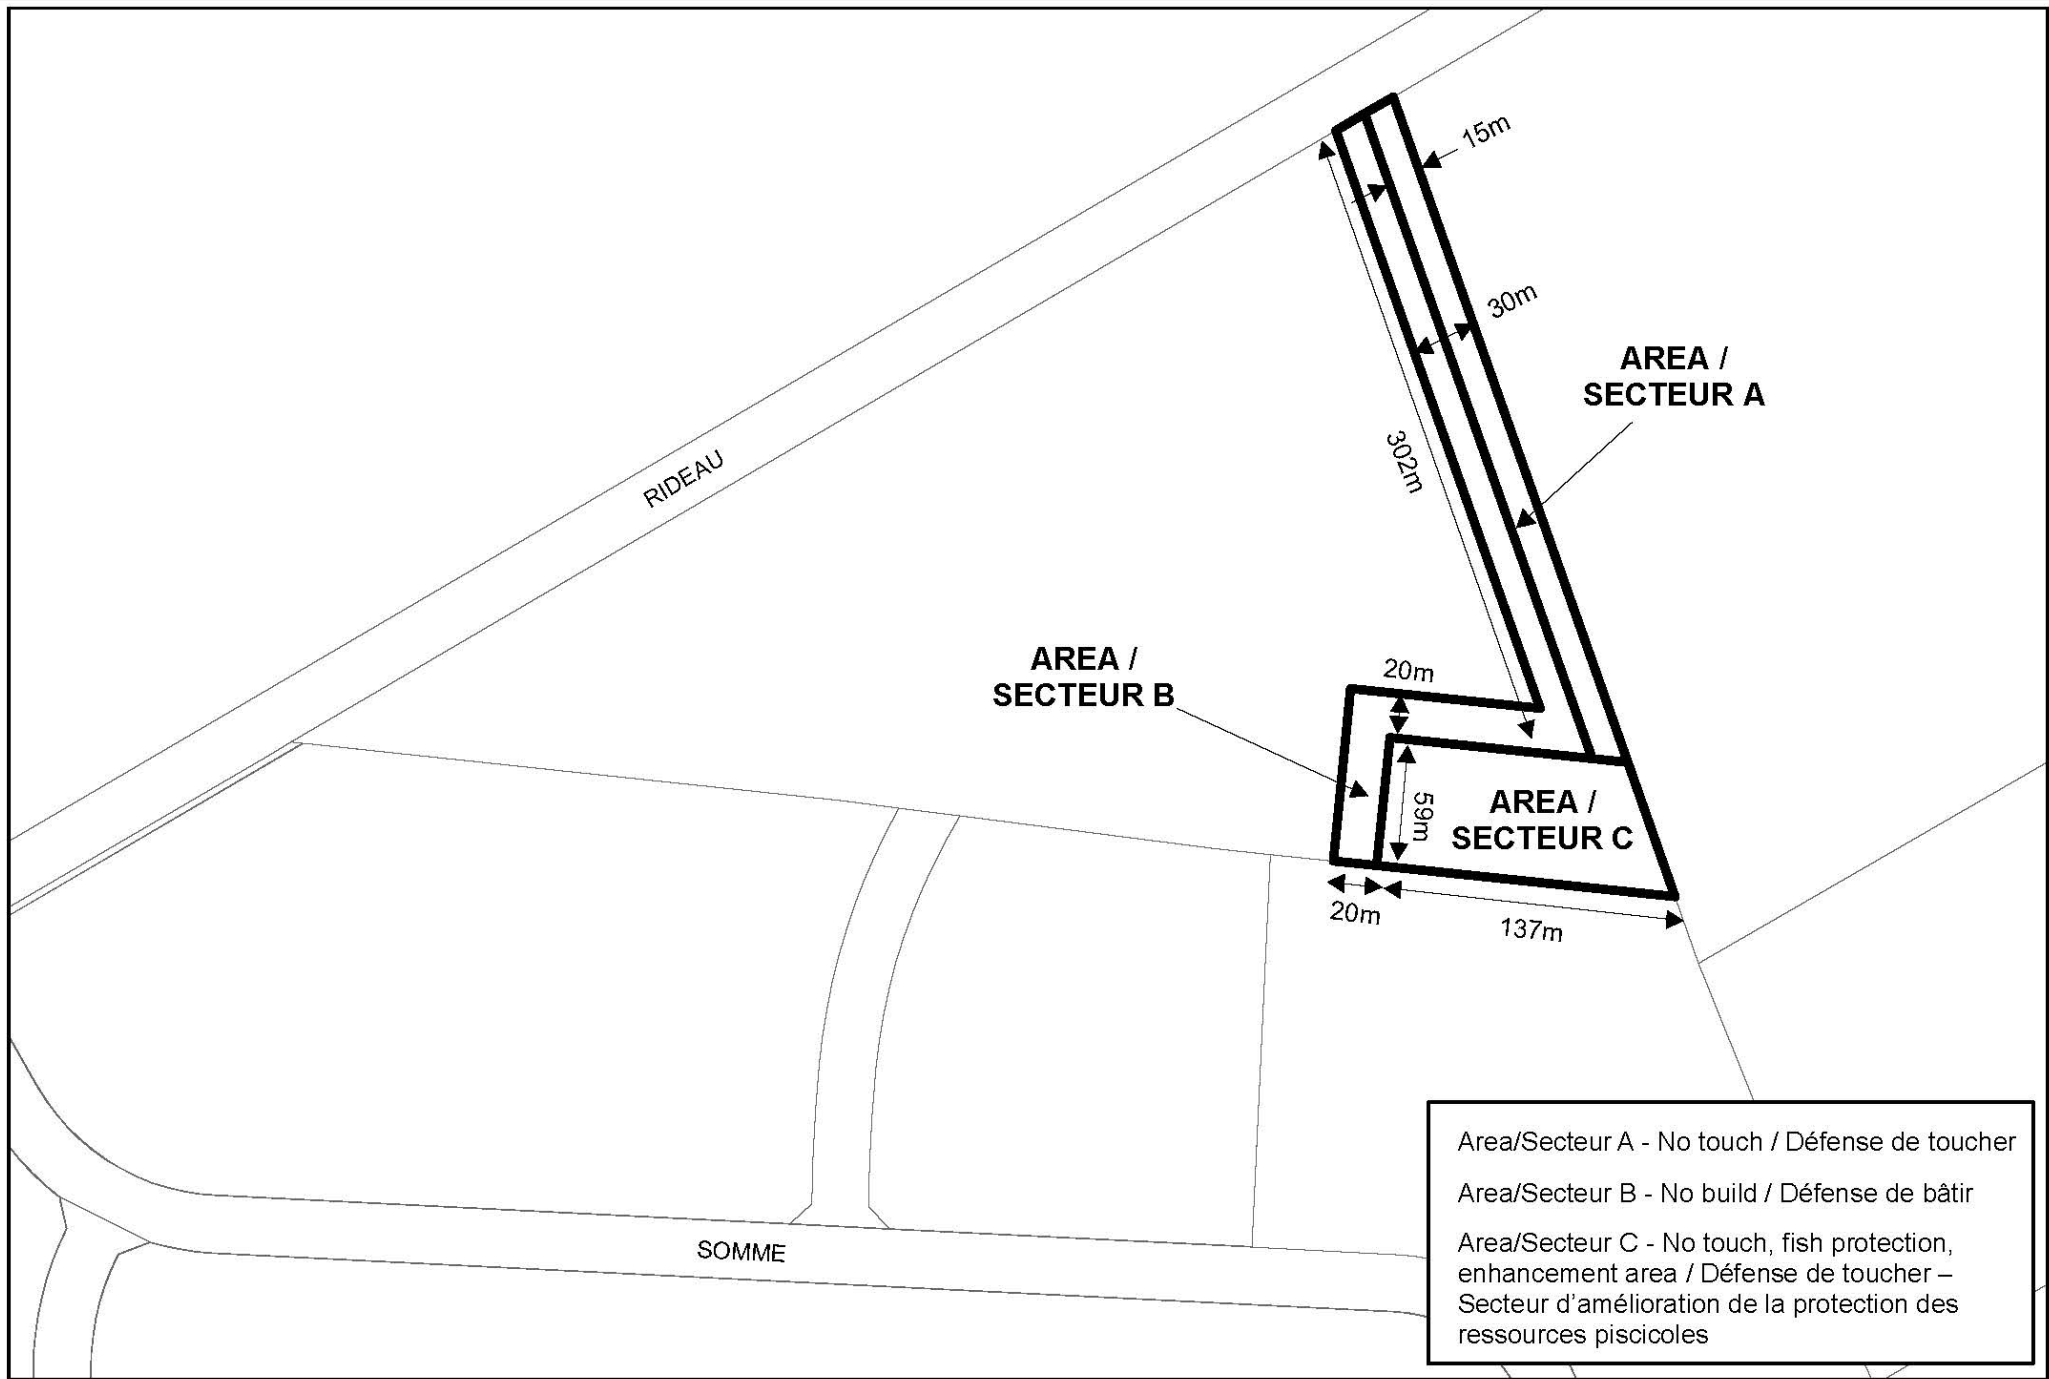 15m
30m
AREA /
SECTEUR A
302m
RIDEAU
AREA /
SECTEUR B
20m
59m
AREA /
SECTEUR C
20m
137m
SOMME
Area/Secteur A - No touch / Défense de toucher
Area/Secteur B - No build / Défense de bâtir
Area/Secteur C - No touch, fish protection,
enhancement area / Défense de toucher –
Secteur d'amélioration de la protection des
ressources piscicoles